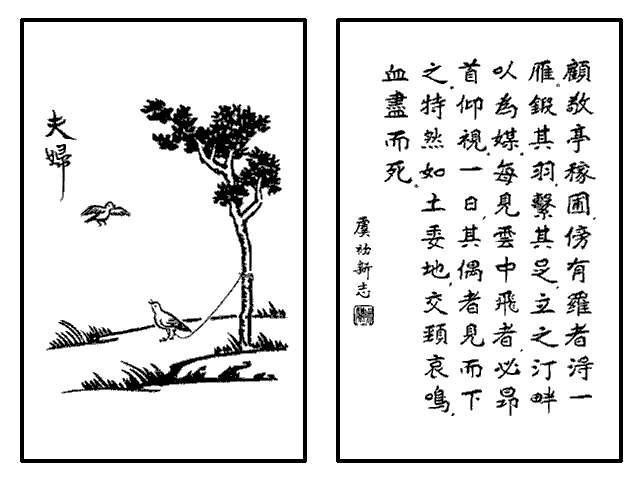 夫婦
顧敬亭稼圃,傍有羅者淂一
雁,鍛其羽,繫其足,立之汀畔
以為媒,每見雲中飛者,必昂
首仰視,一日,其偶者見而下
之,特然如土委地,交頸哀鳴,
血盡而死。
虞初新志